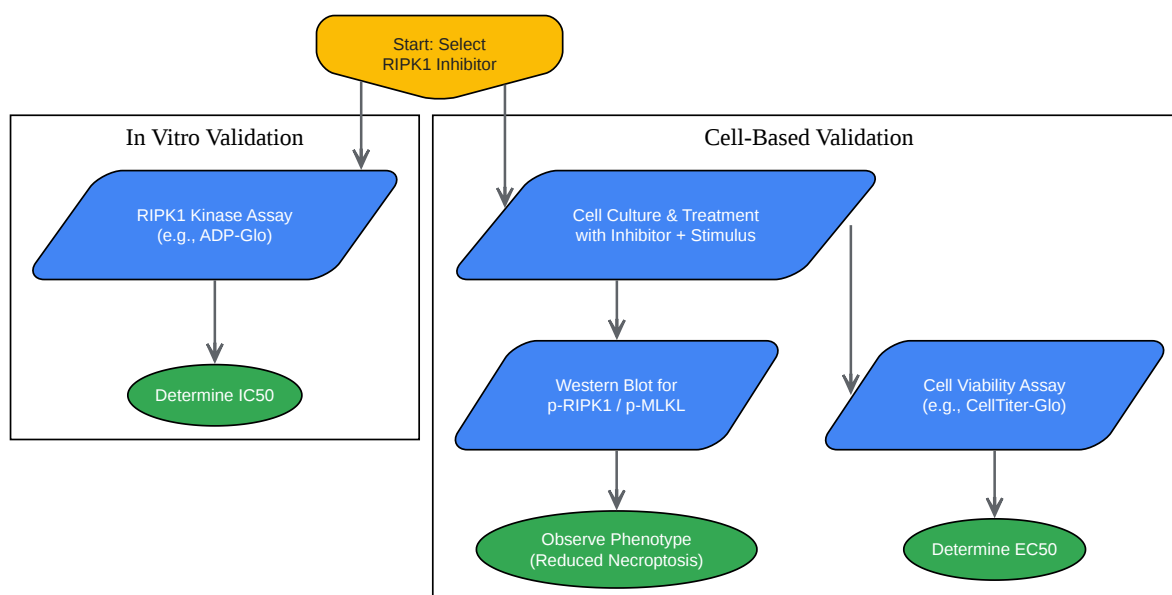 Start: Select
RIPK1 Inhibitor
In Vitro Validation
RIPK1 Kinase Assay
(e.g., ADP-Glo)
Determine IC50
Cell-Based Validation
Cell Culture & Treatment
with Inhibitor + Stimulus
Western Blot for
p-RIPK1 / p-MLKL
Cell Viability Assay
(e.g., CellTiter-Glo)
Observe Phenotype
(Reduced Necroptosis)
Determine EC50